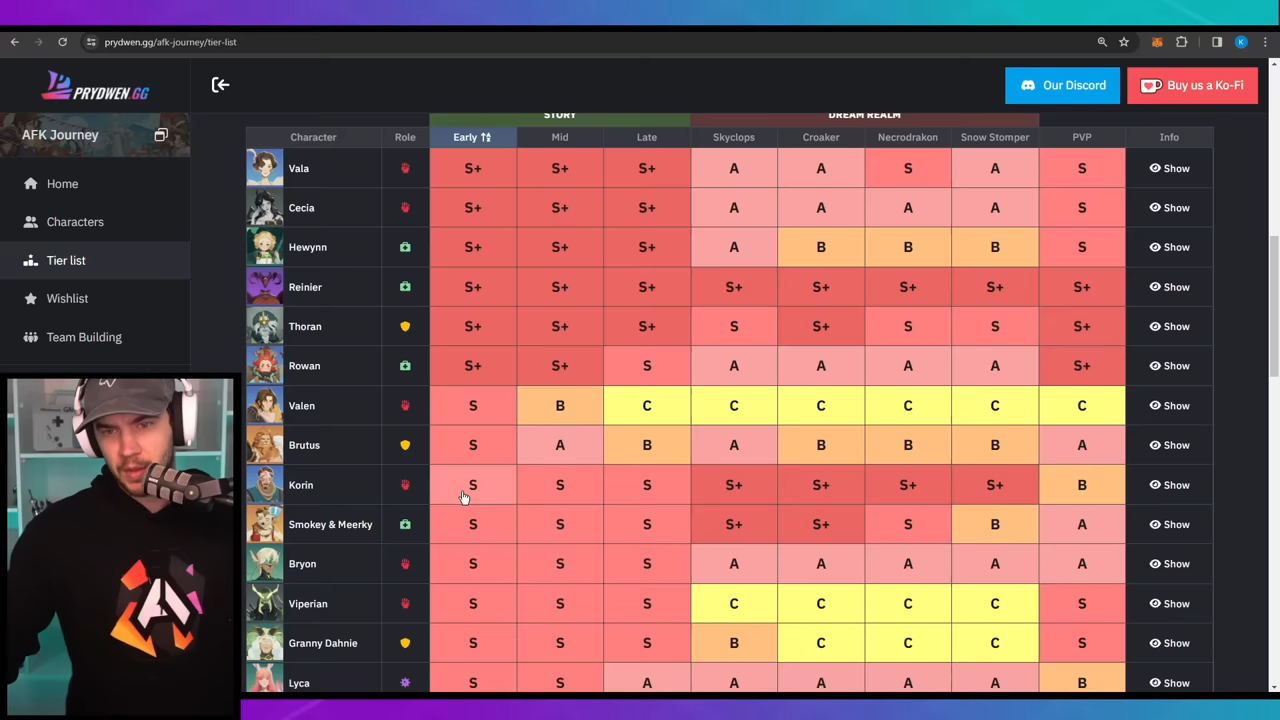 prydwen.gg/afk-journey/tier-list
K
PRYDWEN.GG
Our Discord
Buy us a Ko-Fi
AFK Journey
Home
Characters
Tier list
Wishlist
Team Building
STORY DREAM REALM
Character Role Early Mid Late Skyclops Croaker Necrodrakon Snow Stomper PVP Info
Vala S+ S+ S+ A A S A S Show
Cecia S+ S+ S+ A A A A S Show
Hewynn S+ S+ S+ A B B B S Show
Reinier S+ S+ S+ S+ S+ S+ S+ S+ Show
Thoran S+ S+ S+ S S+ S S S+ Show
Rowan S+ S+ S A A A A S+ Show
Valen S B C C C C C C Show
Brutus S A B A B B B A Show
Korin S S S S+ S+ S+ S+ B Show
Smokey & Meerky S S S S+ S+ S B A Show
Bryon S S S A A A A A Show
Viperian S S S C C C C S Show
Granny Dahnie S S S B C C C S Show
Lyca S S A A A A A B Show